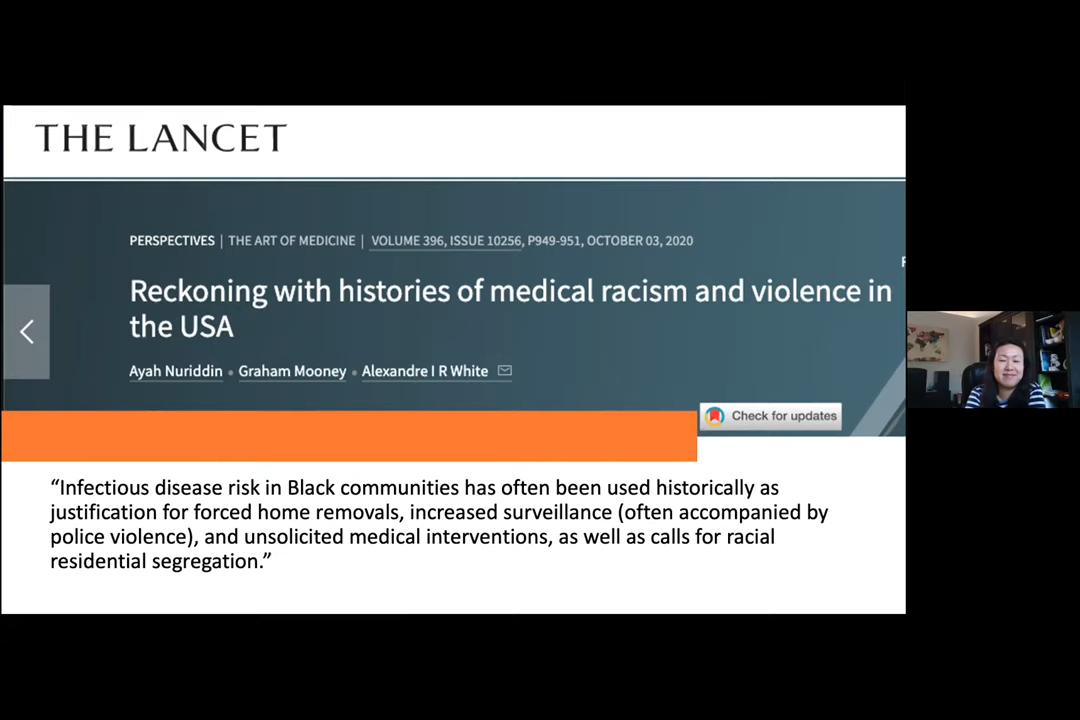 THE LANCET
PERSPECTIVES | THE ART OF MEDICINE | VOLUME 396, ISSUE 10256, P949-951, OCTOBER 03, 2020
Reckoning with histories of medical racism and violence in
the USA
Ayah Nuriddin • Graham Mooney • Alexandre I R White
Check for updates
“Infectious disease risk in Black communities has often been used historically as
justification for forced home removals, increased surveillance (often accompanied by
police violence), and unsolicited medical interventions, as well as calls for racial
residential segregation.”